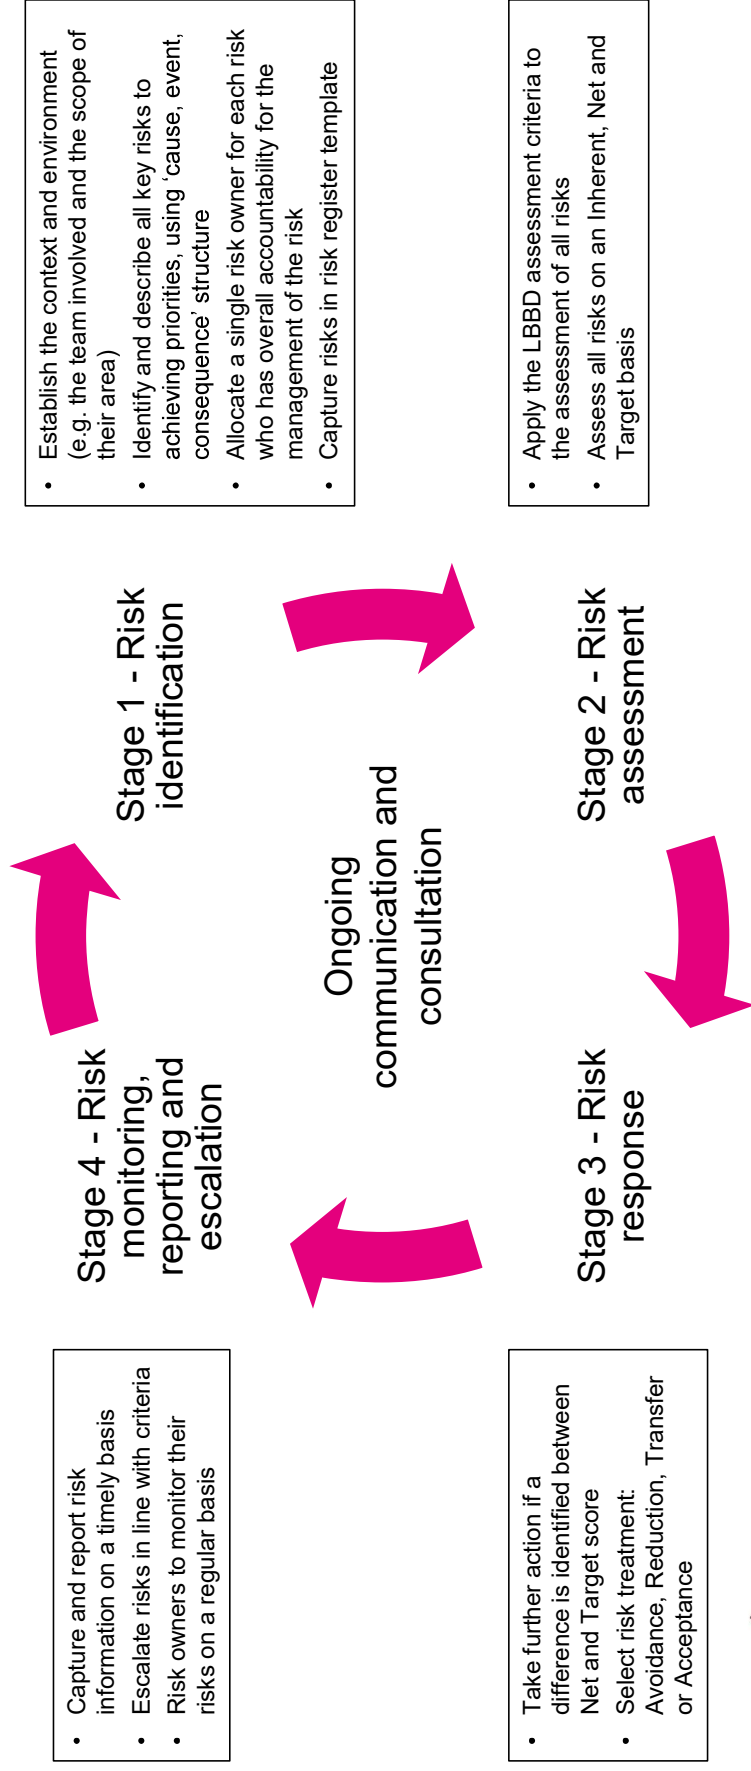 Stage 1 - Risk
identification
• Establish the context and environment
(e.g. the team involved and the scope of
their area)
• Identify and describe all key risks to
achieving priorities, using ‘cause, event,
consequence’ structure
• Allocate a single risk owner for each risk
who has overall accountability for the
management of the risk
• Capture risks in risk register template
Stage 2 - Risk
assessment
• Apply the LBBD assessment criteria to
the assessment of all risks
• Assess all risks on an Inherent, Net and
Target basis
Stage 3 - Risk
response
• Take further action if a
difference is identified between
Net and Target score
• Select risk treatment:
Avoidance, Reduction, Transfer
or Acceptance
Stage 4 - Risk
monitoring,
reporting and
escalation
• Capture and report risk
information on a timely basis
• Escalate risks in line with criteria
• Risk owners to monitor their
risks on a regular basis
Ongoing
communication and
consultation